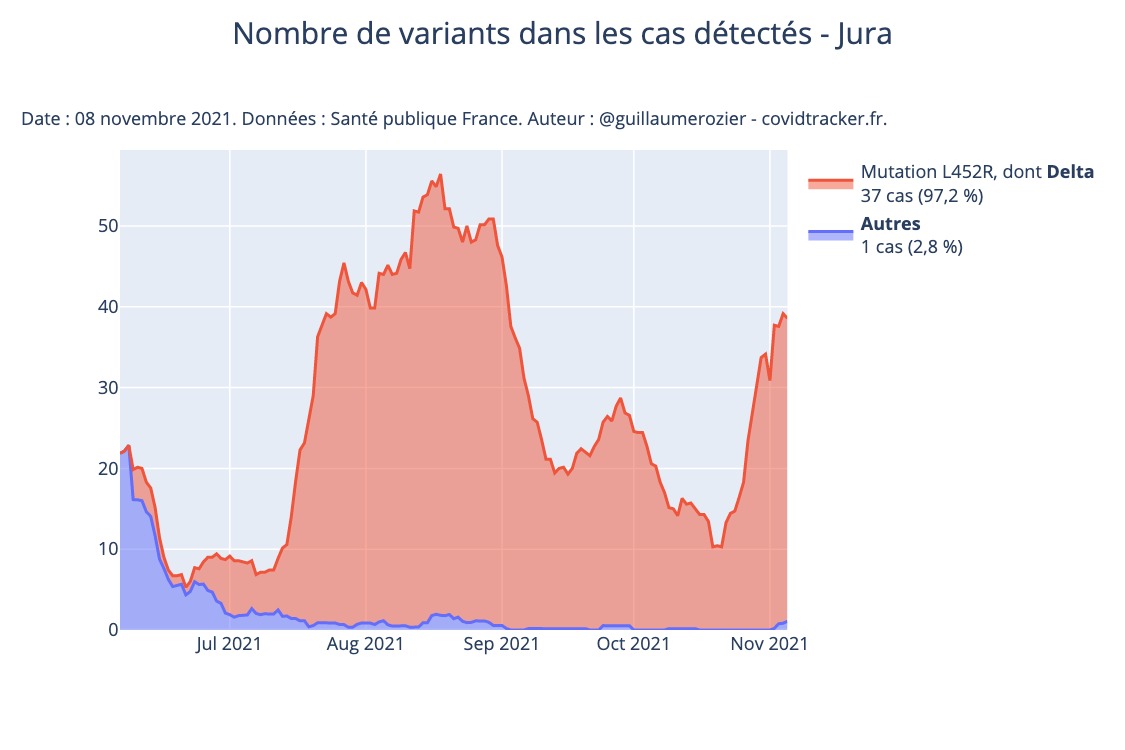 Nombre de variants dans les cas détectés - Jura
Date : 08 novembre 2021. Données : Santé publique France. Auteur : @guillaumerozier - covidtracker.fr.
Mutation L452R, dont Delta
37 cas (97,2 %)
Autres
1 cas (2,8 %)
50
40
30
20
10
0
Jul 2021
Aug 2021
Sep 2021
Oct 2021
Nov 2021